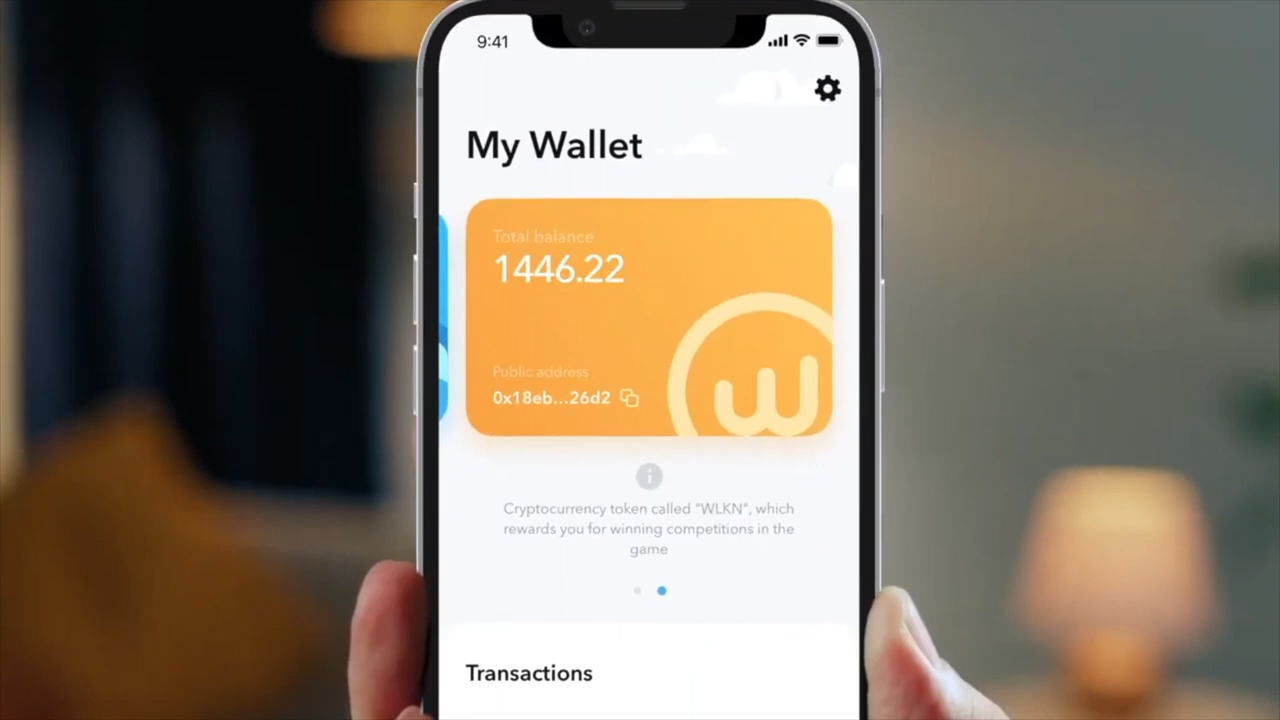 9:41
My Wallet
Total balance
1446.22
Public address
0x18eb...26d2
Cryptocurrency token called "WLKN", which
rewards you for winning competitions in the
game
Transactions